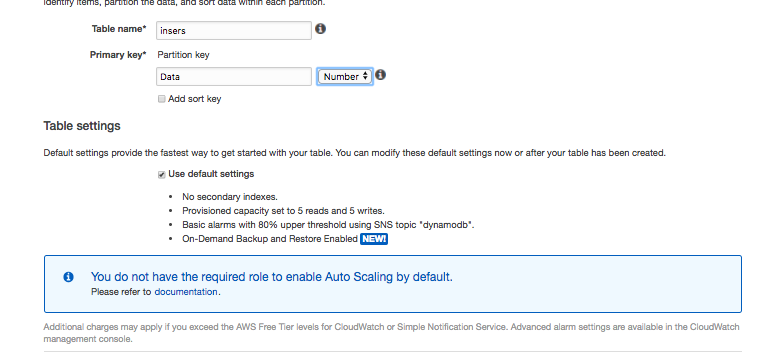 identify items, partition the data, and sort data within each partition.
Table name* insers
Primary key* Partition key
Data Number
Add sort key
Table settings
Default settings provide the fastest way to get started with your table. You can modify these default settings now or after your table has been created.
Use default settings
No secondary indexes.
Provisioned capacity set to 5 reads and 5 writes.
Basic alarms with 80% upper threshold using SNS topic "dynamodb".
On-Demand Backup and Restore Enabled NEW!
You do not have the required role to enable Auto Scaling by default.
Please refer to documentation.
Additional charges may apply if you exceed the AWS Free Tier levels for CloudWatch or Simple Notification Service. Advanced alarm settings are available in the CloudWatch
management console.